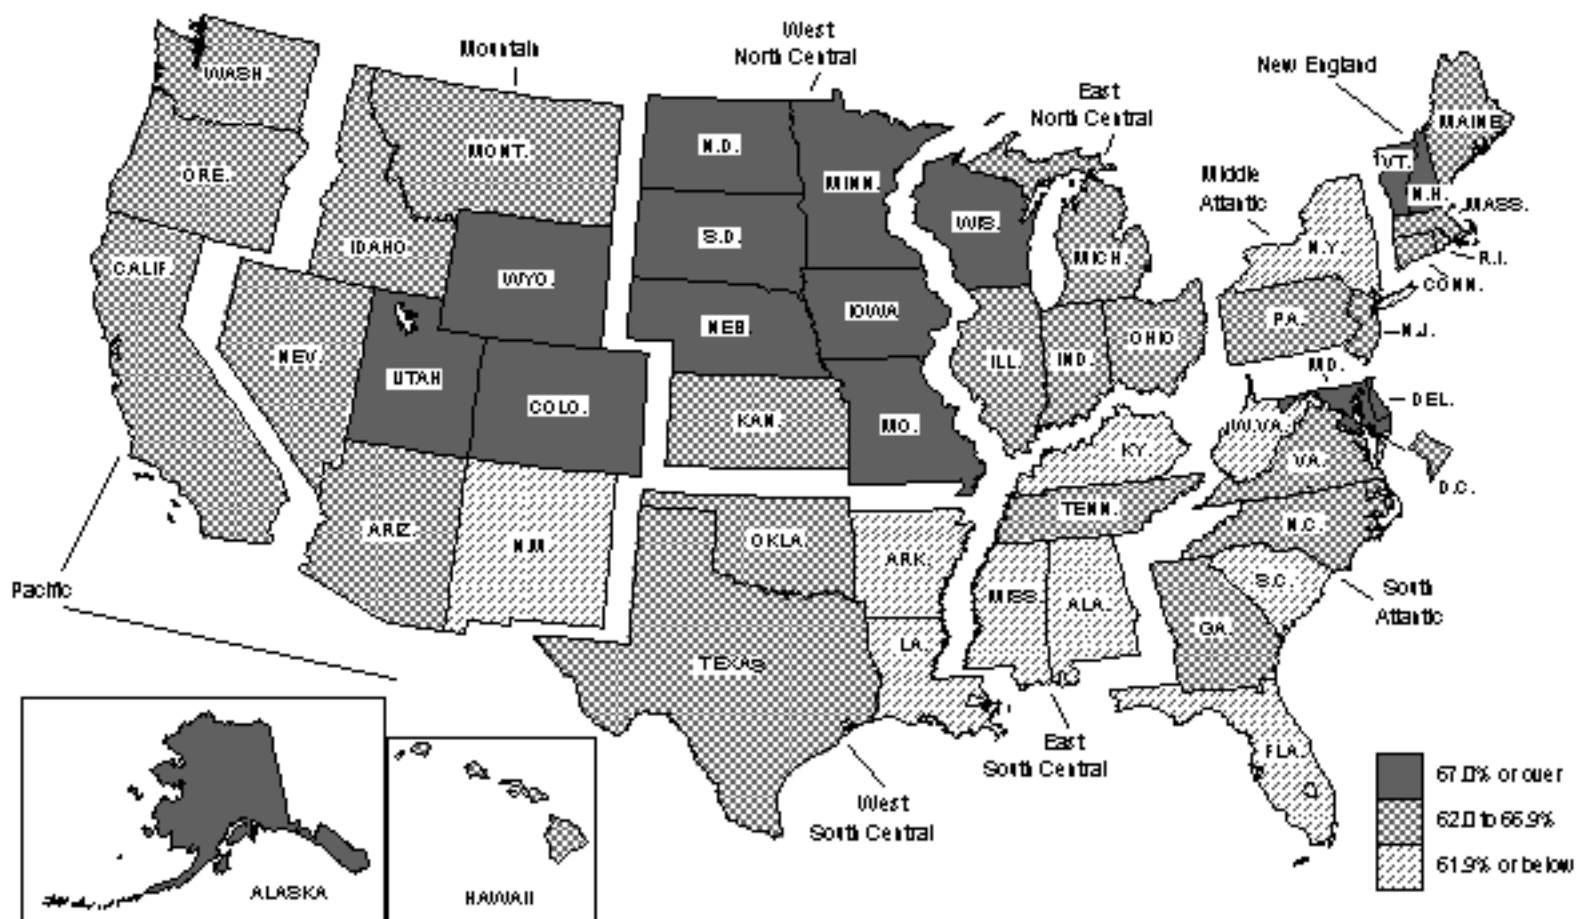 West
North Central
Mountain
New England
East
North Central
WASH.
MAINE
MONT.
N.D.
VT.
ORE.
MINN.
Middle
Atlantic
N.H.
MASS.
IDAHO
S.D.
WIS.
N.Y.
R.I.
CALIF.
WYO.
MICH.
CONN.
NEV.
NEB.
IOWA
PA.
N.J.
OHIO
ILL.
IND.
MD.
UTAH
COLO.
DEL.
KAN.
MO.
W.VA.
KY.
VA.
D.C.
TENN.
ARIZ.
N.M.
OKLA.
ARK.
N.C.
Pacific
MISS.
ALA.
S.C.
South
Atlantic
GA.
LA.
TEXAS
East
South Central
FLA.
West
South Central
67.0% or over
62.0 to 66.9%
61.9% or below
ALASKA
HAWAII